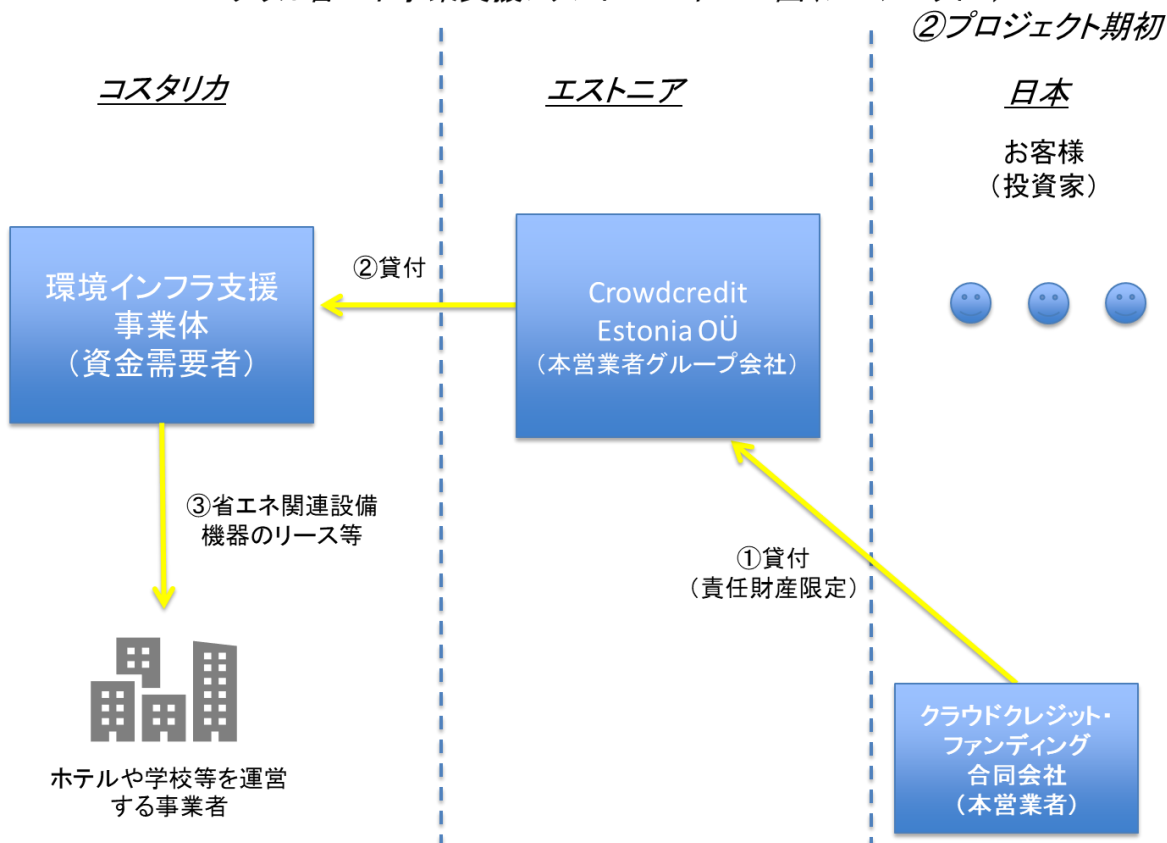 ②プロジェクト期初
コスタリカ
エストニア
日本
お客様
（投資家）
環境インフラ支援
事業体
（資金需要者）
②貸付
Crowdcredit
Estonia OÜ
（本営業者グループ会社）
③省エネ関連設備
機器のリース等
①貸付
（責任財産限定）
ホテルや学校等を運営
する事業者
クラウドクレジット・
ファンディング
合同会社
（本営業者）